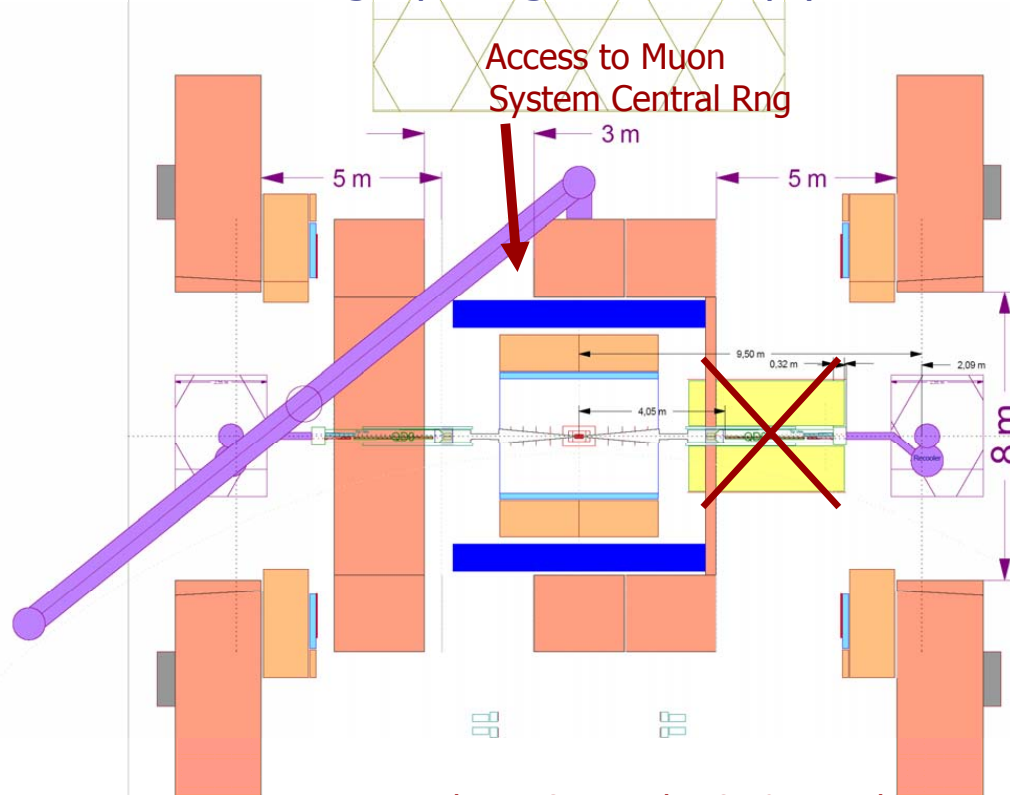 Access to Muon
System Central Rng
3 m
5 m
5 m
9,50 m
0,32 m
2,09 m
4,05 m
QD0
Recooler
8 m